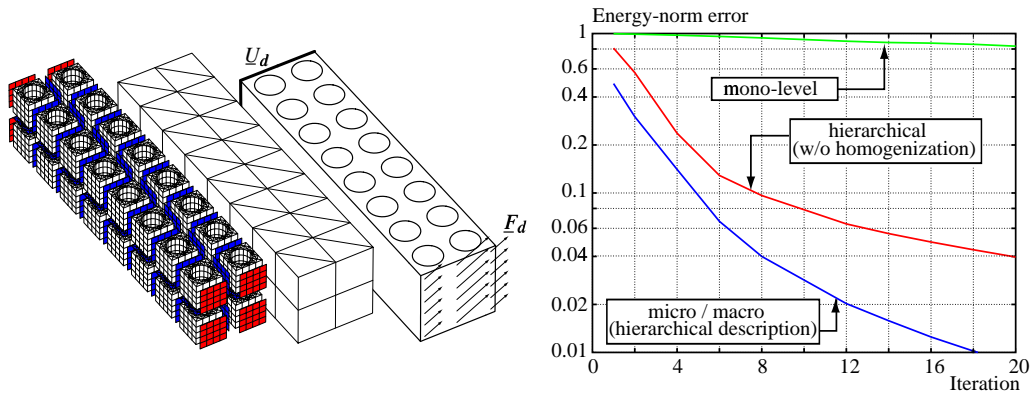 U_d
F_d
Energy-norm error
1
0.6
0.4
0.2
0.1
0.06
0.04
0.02
0.01
mono-level
hierarchical
(w/o homogenization)
micro / macro
(hierarchical description)
0
4
8
12
16
20
Iteration